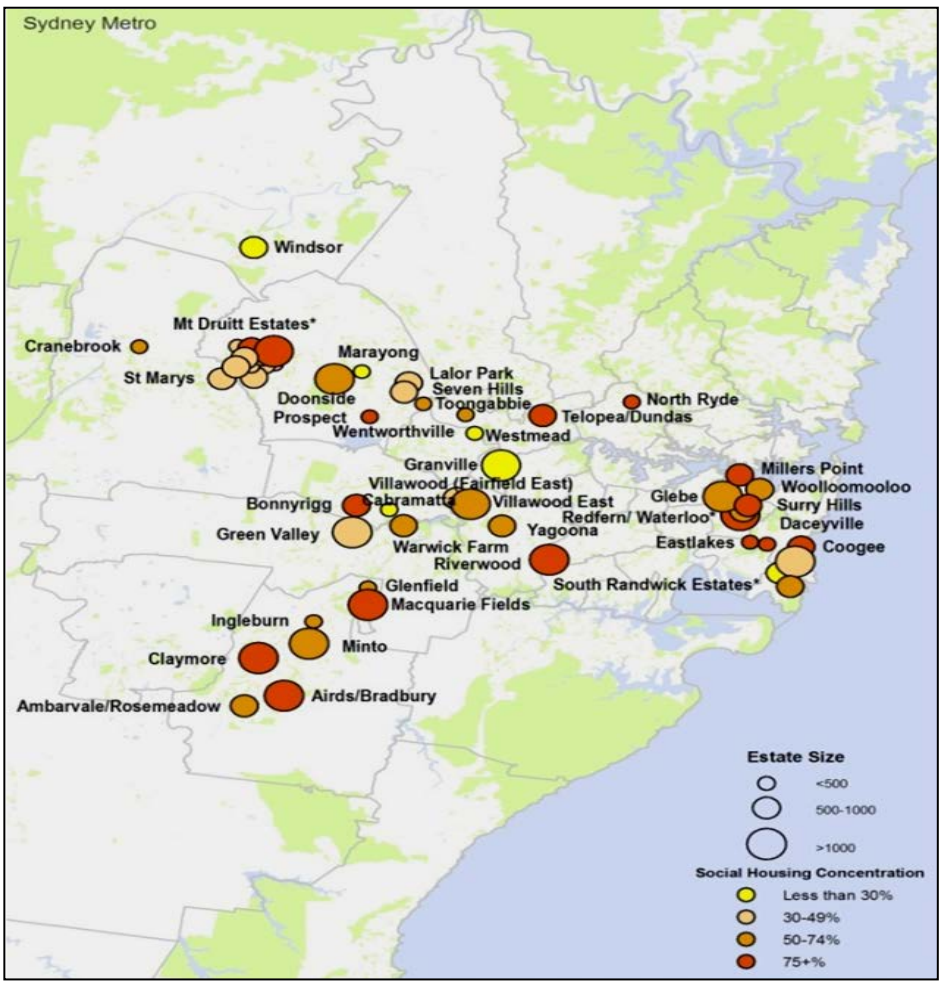 Sydney Metro
Windsor
Mt Druitt Estates*
Cranebrook
Marayong
St Marys
Lalor Park
Seven Hills
Doonside
Toongabbie
North Ryde
Prospect
Telopea/Dundas
Wentworthville
Westmead
Granville
Millers Point
Villawood (Fairfield East)
Woolloomooloo
Glebe
Cabramatta
Villawood East
Bonnyrigg
Surry Hills
Redfern/ Waterloo*
Daceyville
Green Valley
Yagoona
Eastlakes
Coogee
Warwick Farm
Riverwood
South Randwick Estates*
Glenfield
Macquarie Fields
Ingleburn
Minto
Claymore
Airds/Bradbury
Ambarvale/Rosemeadow
Estate Size
<500
500-1000
>1000
Social Housing Concentration
Less than 30%
30-49%
50-74%
75+%